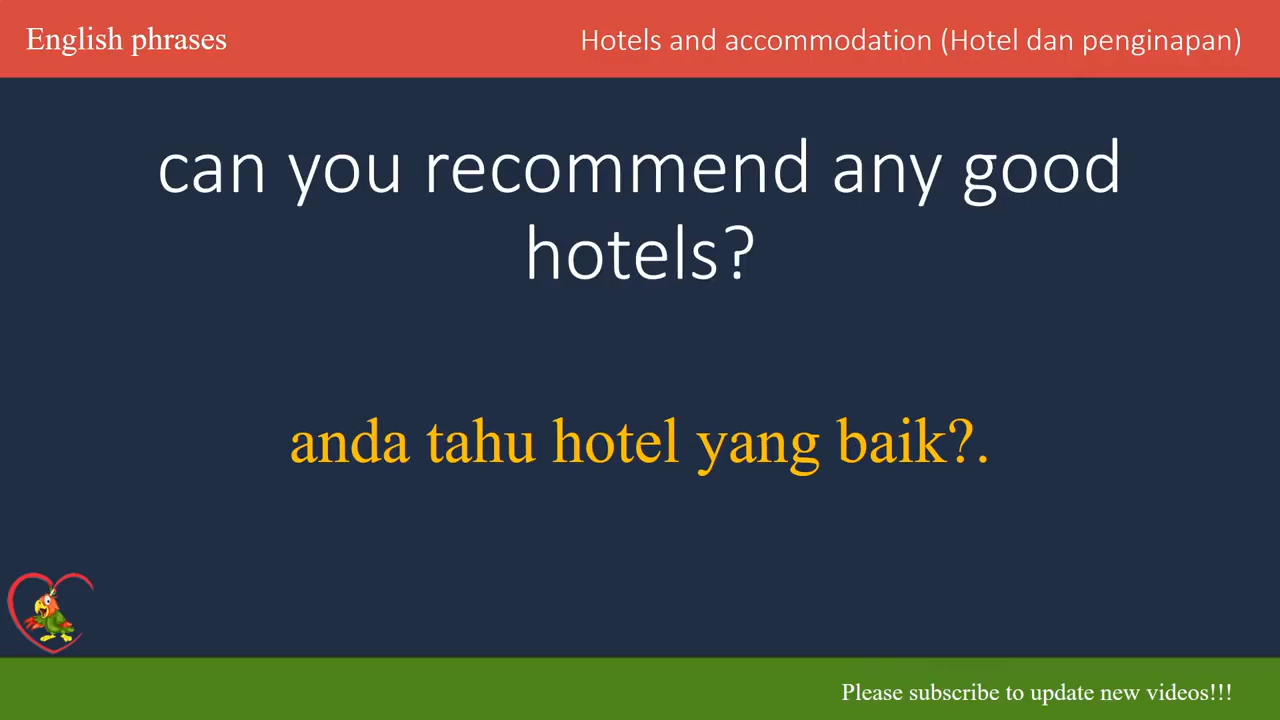 English phrases
Hotels and accommodation (Hotel dan penginapan)
can you recommend any good
hotels?
anda tahu hotel yang baik?.
Please subscribe to update new videos!!!